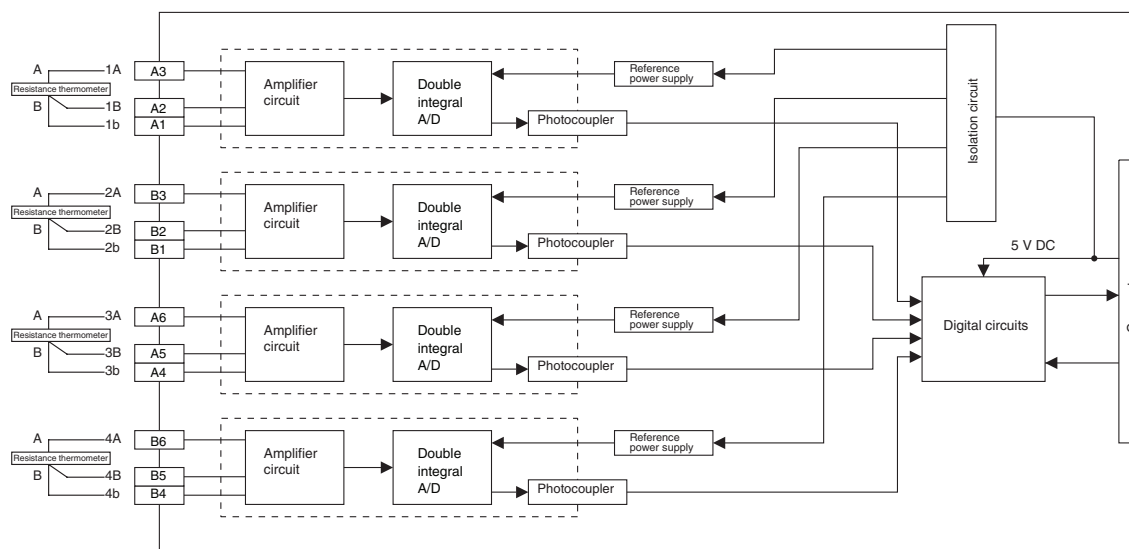 A
1A
A3
Resistance thermometer
B
1B
A2
1b
A1
Amplifier
circuit
Double
integral
A/D
Reference
power supply
Photocoupler
Isolation circuit
A
2A
B3
Resistance thermometer
B
2B
B2
2b
B1
Amplifier
circuit
Double
integral
A/D
Reference
power supply
Photocoupler
5 V DC
Digital circuits
A
3A
A6
Resistance thermometer
B
3B
A5
3b
A4
Amplifier
circuit
Double
integral
A/D
Reference
power supply
Photocoupler
A
4A
B6
Resistance thermometer
B
4B
B5
4b
B4
Amplifier
circuit
Double
integral
A/D
Reference
power supply
Photocoupler